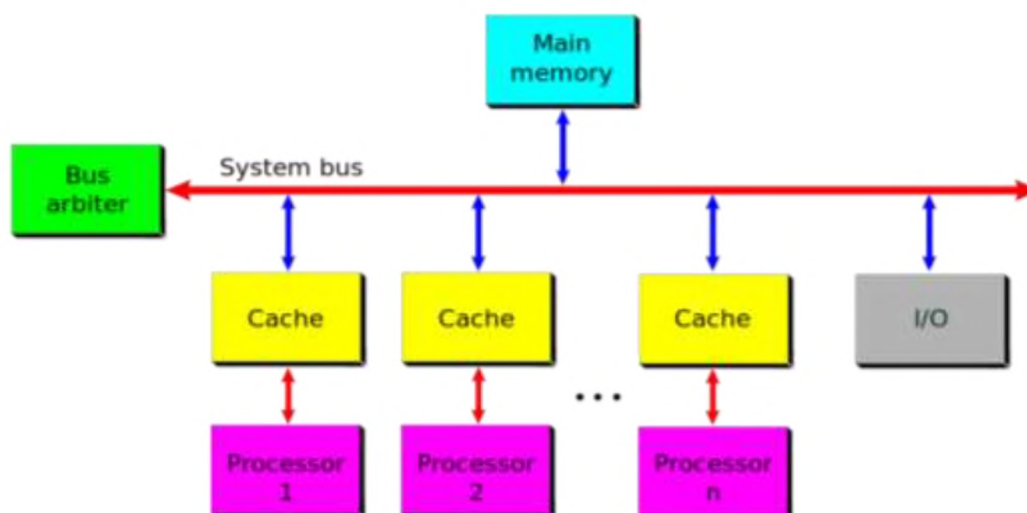 Main
memory
System bus
Bus
arbiter
Cache
Cache
Cache
I/O
...
Processor
1
Processor
2
Processor
n